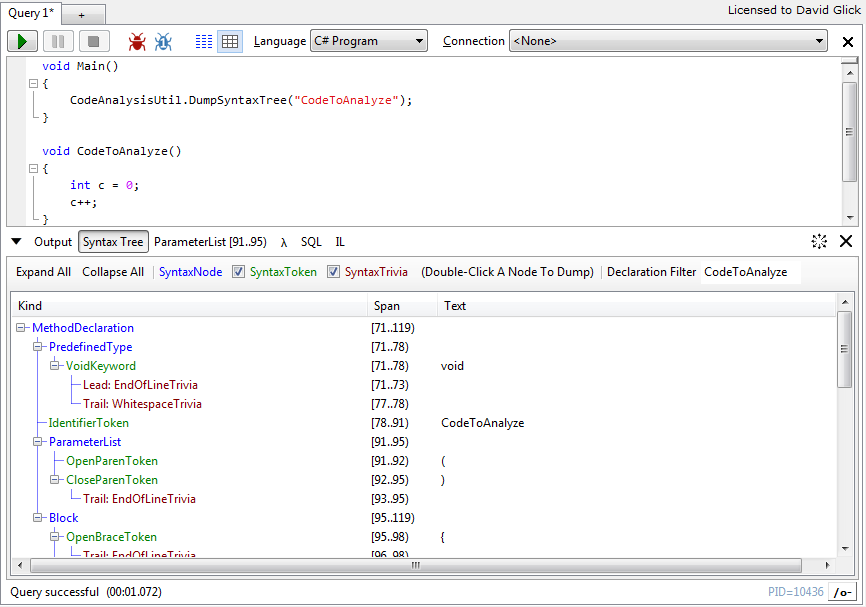 Query 1*
+
Licensed to David Glick
Language C# Program Connection <None>
void Main()
{
CodeAnalysisUtil.DumpSyntaxTree("CodeToAnalyze");
}
void CodeToAnalyze()
{
int c = 0;
c++;
}
Output Syntax Tree ParameterList [91..95) λ SQL IL
Expand All Collapse All SyntaxNode SyntaxToken SyntaxTrivia (Double-Click A Node To Dump) Declaration Filter CodeToAnalyze
Kind Span Text
MethodDeclaration [71..119)
PredefinedType [71..78)
VoidKeyword [71..78) void
Lead: EndOfLineTrivia [71..73)
Trail: WhitespaceTrivia [77..78)
IdentifierToken [78..91) CodeToAnalyze
ParameterList [91..95)
OpenParenToken [91..92) (
CloseParenToken [92..95) )
Trail: EndOfLineTrivia [93..95)
Block [95..119)
OpenBraceToken [95..98) {
Trail: EndOfLineTrivia [96..98)
Query successful (00:01.072) PID=10436 /o-